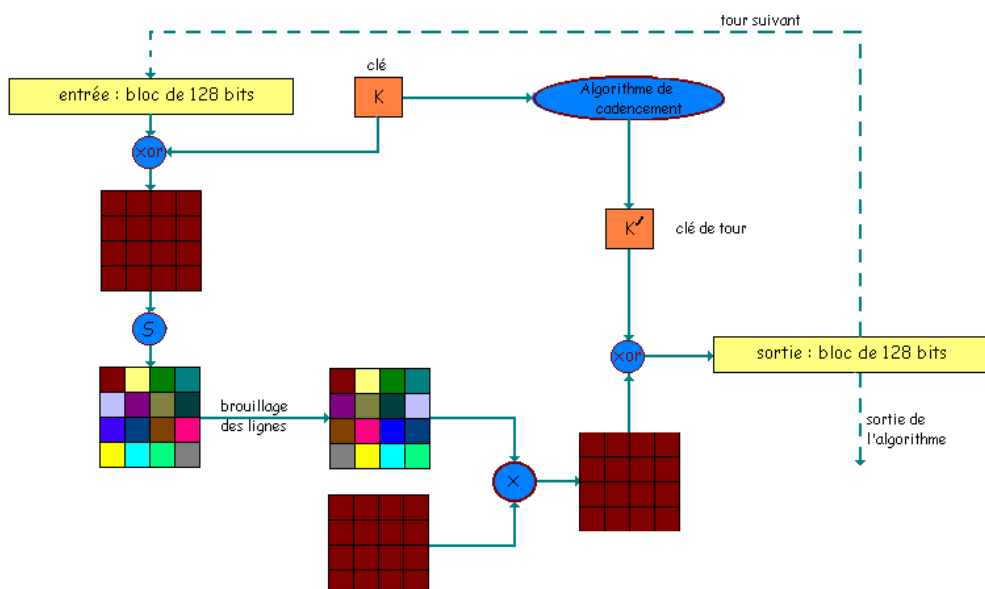 tour suivant
clé
entrée : bloc de 128 bits
K
Algorithme de
cadencement
xor
K'
clé de tour
S
xor
sortie : bloc de 128 bits
brouillage
des lignes
sortie de
l'algorithme
X